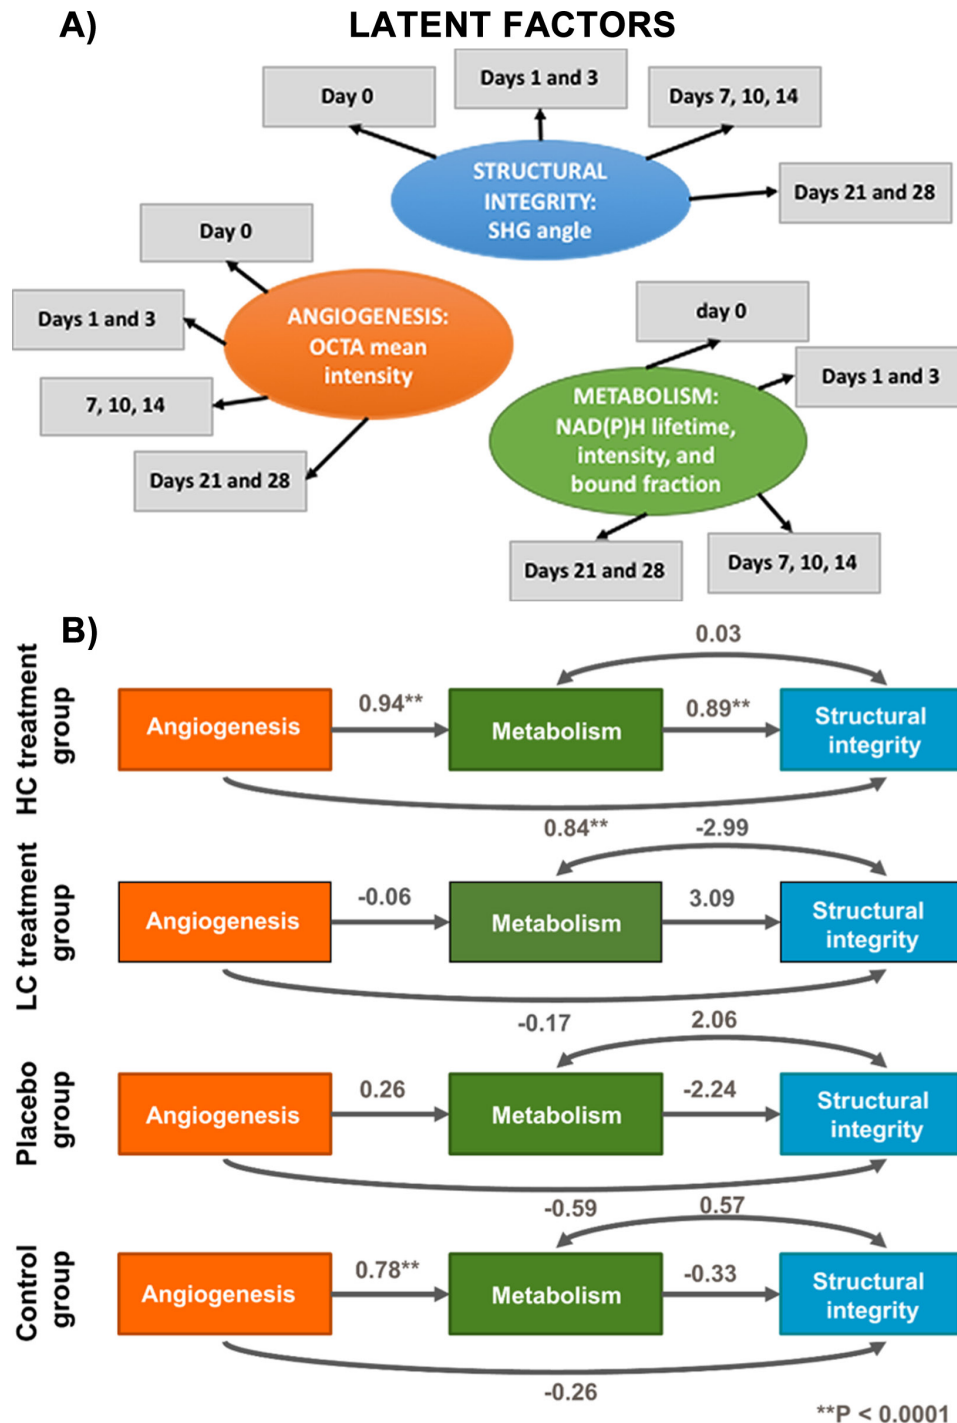 A)
LATENT FACTORS
Day 0
Days 1 and 3
Days 7, 10, 14
STRUCTURAL
INTEGRITY:
SHG angle
Days 21 and 28
Day 0
Days 1 and 3
7, 10, 14
Days 21 and 28
ANGIOGENESIS:
OCTA mean
intensity
day 0
Days 1 and 3
METABOLISM:
NAD(P)H lifetime,
intensity, and
bound fraction
Days 21 and 28
Days 7, 10, 14
B)
HC treatment
group
Angiogenesis
0.94**
Metabolism
0.89**
Structural
integrity
0.03
0.84**
LC treatment
group
Angiogenesis
-0.06
Metabolism
3.09
Structural
integrity
-2.99
-0.17
Placebo
group
Angiogenesis
0.26
Metabolism
-2.24
Structural
integrity
2.06
-0.59
Control
group
Angiogenesis
0.78**
Metabolism
-0.33
Structural
integrity
0.57
-0.26
**P < 0.0001